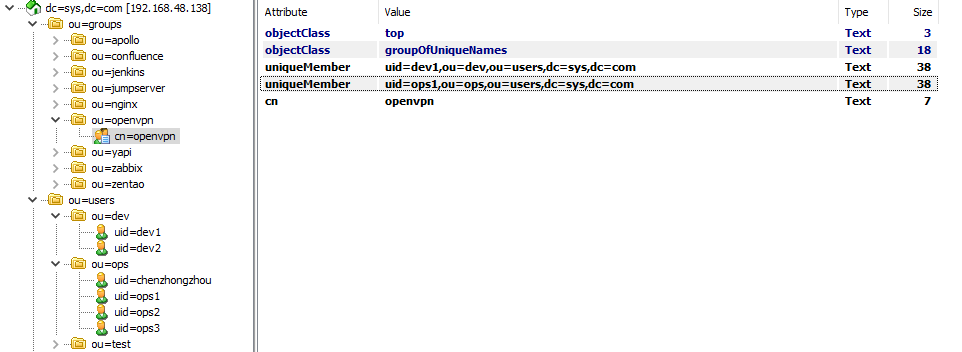 dc=sys,dc=com [192.168.48.138]
ou=groups
ou=apollo
ou=confluence
ou=jenkins
ou=jumpserver
ou=nginx
ou=openvpn
cn=openvpn
ou=yapi
ou=zabbix
ou=zentao
ou=users
ou=dev
uid=dev1
uid=dev2
ou=ops
uid=chenzhongzhou
uid=ops1
uid=ops2
uid=ops3
ou=test
Attribute Value Type Size
objectClass top Text 3
objectClass groupOfUniqueNames Text 18
uniqueMember uid=dev1,ou=dev,ou=users,dc=sys,dc=com Text 38
uniqueMember uid=ops1,ou=ops,ou=users,dc=sys,dc=com Text 38
cn openvpn Text 7